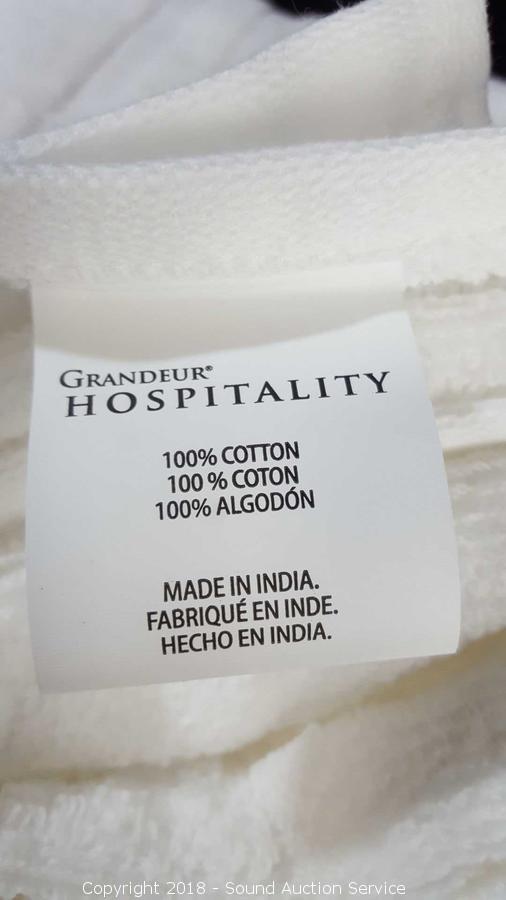 GRANDEUR®
HOSPITALITY
100% COTTON
100 % COTON
100% ALGODÓN
MADE IN INDIA.
FABRIQUÉ EN INDE.
HECHO EN INDIA.
Copyright 2018 - Sound Auction Service